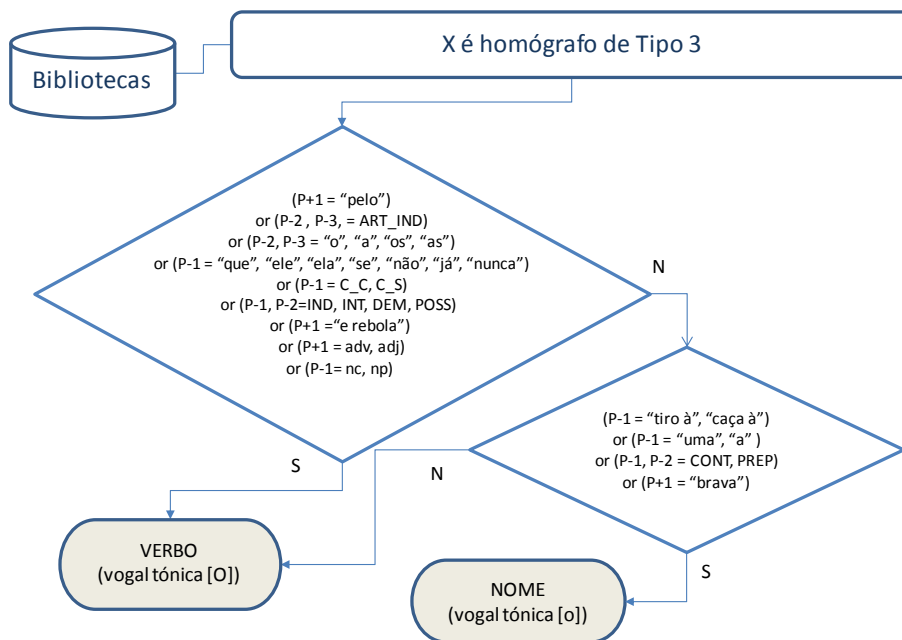 X é homógrafo de Tipo 3
Bibliotecas
(P+1 = “pelo”)
or (P-2 , P-3, = ART_IND)
or (P-2, P-3 = “o”, “a”, “os”, “as”)
or (P-1 = “que”, “ele”, “ela”, “se”, “não”, “já”, “nunca”)
or (P-1 = C_C, C_S)
or (P-1, P-2=IND, INT, DEM, POSS)
or (P+1 =“e rebola”)
or (P+1 = adv, adj)
or (P-1= nc, np)
N
(P-1 = “tiro à”, “caça à”)
or (P-1 = “uma”, “a” )
or (P-1, P-2 = CONT, PREP)
or (P+1 = “brava”)
S
N
VERBO
(vogal tónica [O])
S
NOME
(vogal tónica [o])